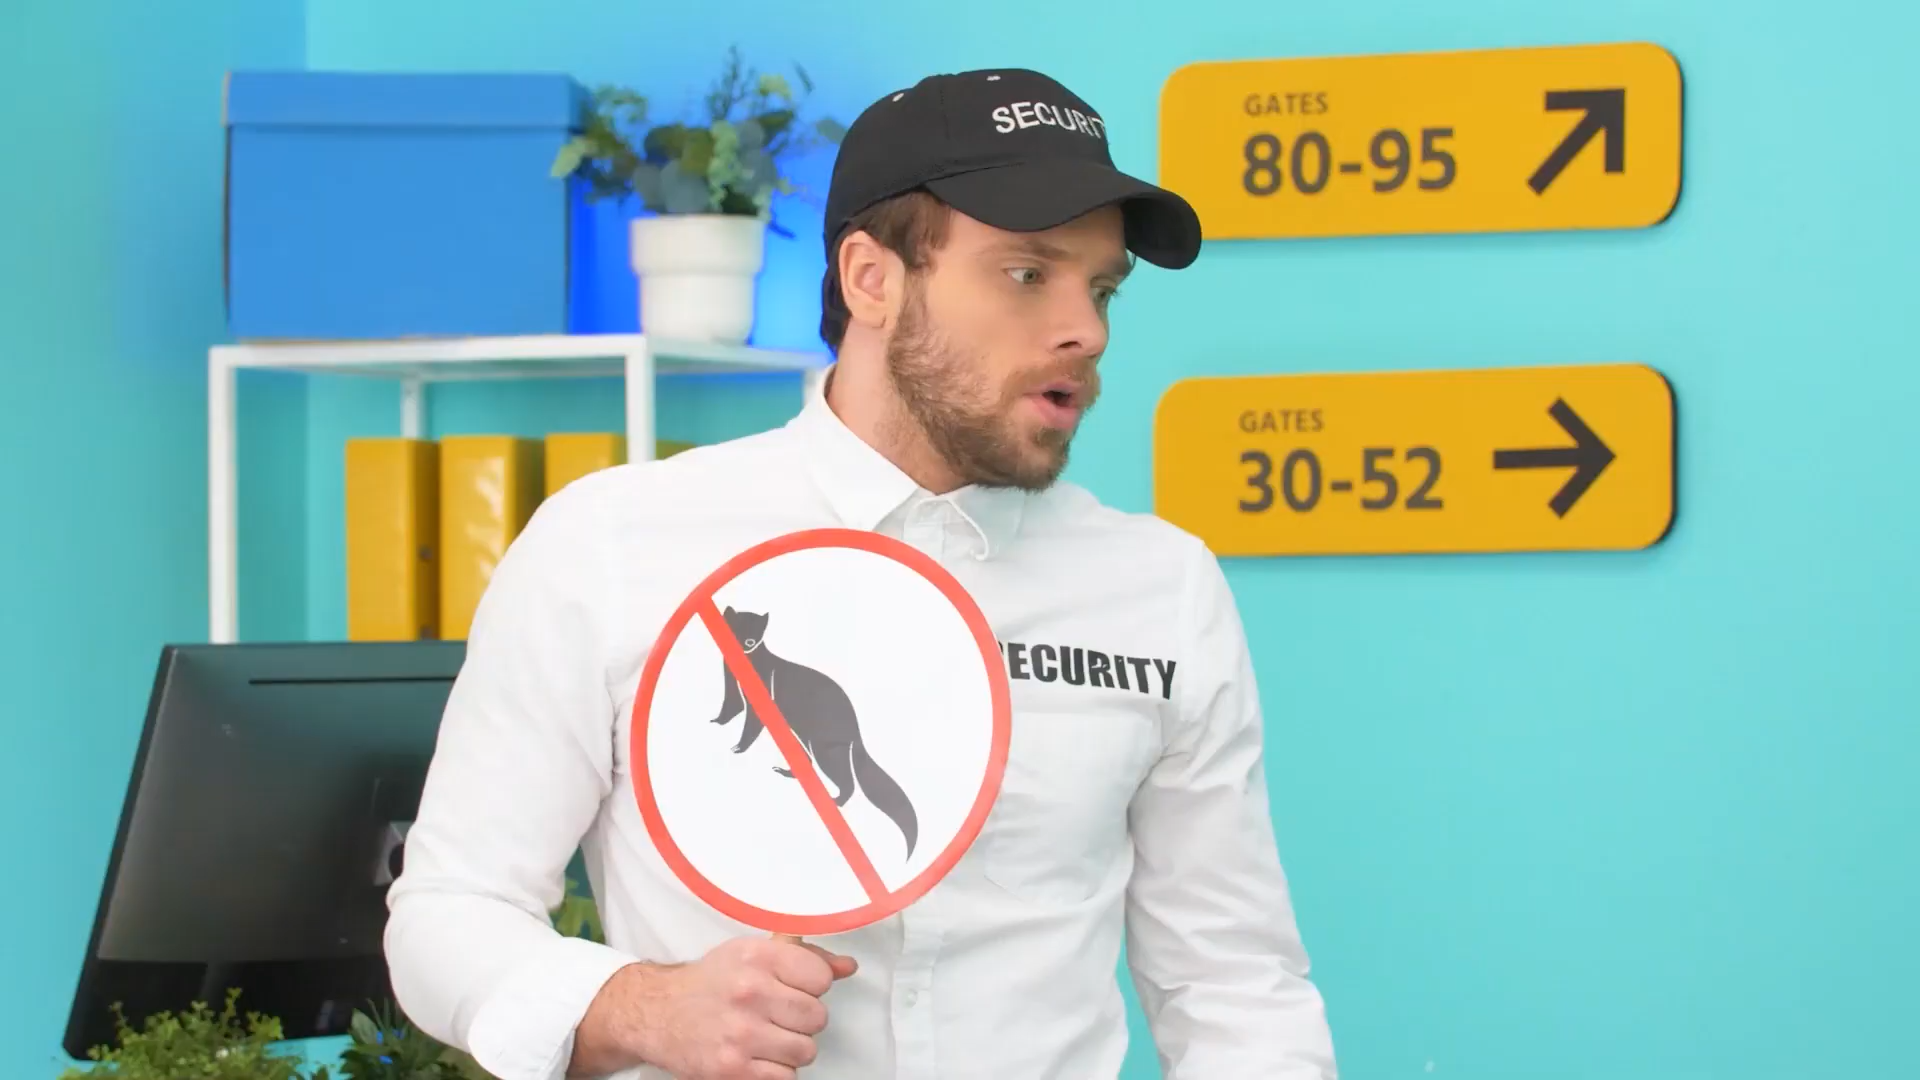 SECURIT
GATES
80-95
GATES
30-52
ECURITY